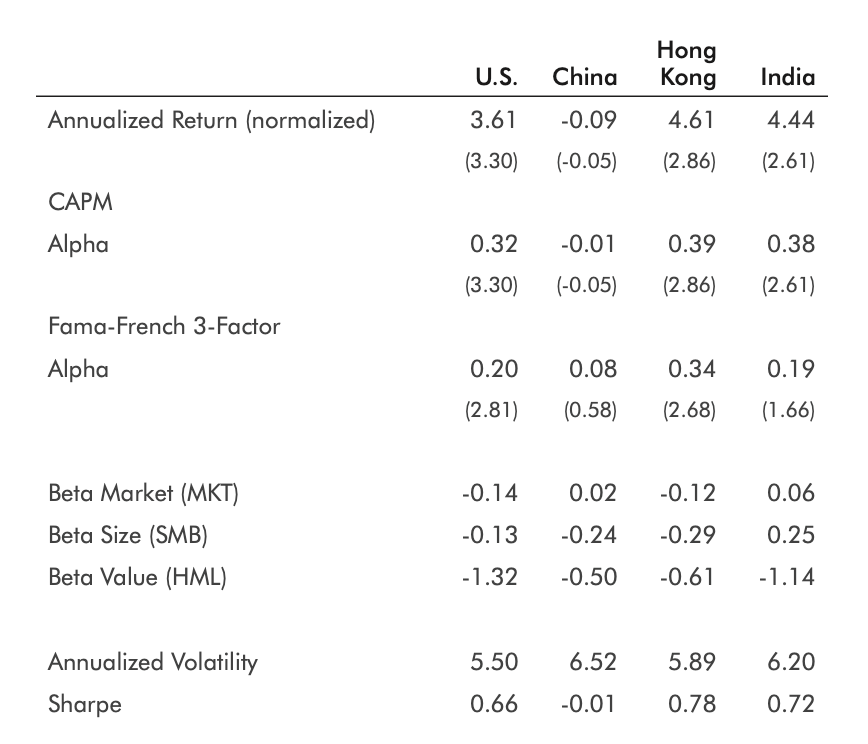 Hong
U.S. China Kong India
Annualized Return (normalized) 3.61 -0.09 4.61 4.44
(3.30) (-0.05) (2.86) (2.61)
CAPM
Alpha 0.32 -0.01 0.39 0.38
(3.30) (-0.05) (2.86) (2.61)
Fama-French 3-Factor
Alpha 0.20 0.08 0.34 0.19
(2.81) (0.58) (2.68) (1.66)
Beta Market (MKT) -0.14 0.02 -0.12 0.06
Beta Size (SMB) -0.13 -0.24 -0.29 0.25
Beta Value (HML) -1.32 -0.50 -0.61 -1.14
Annualized Volatility 5.50 6.52 5.89 6.20
Sharpe 0.66 -0.01 0.78 0.72